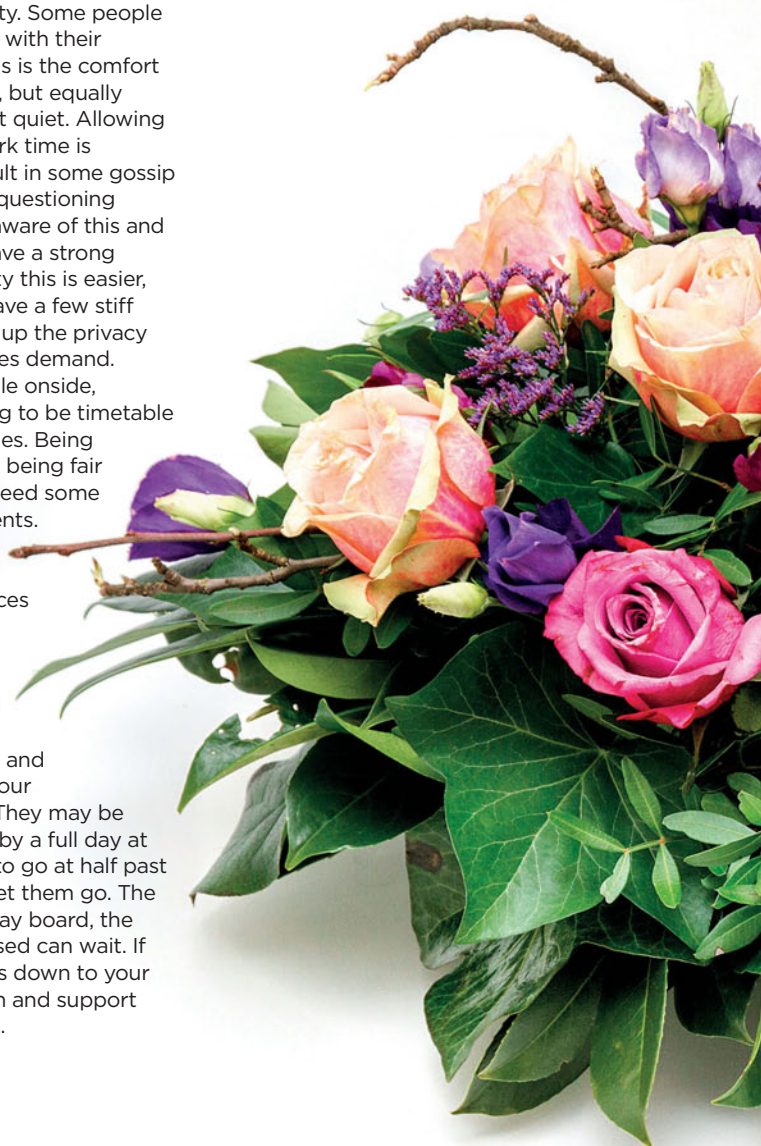 ty. Some people
with their
s is the comfort
, but equally
t quiet. Allowing
rk time is
ult in some gossip
questioning
aware of this and
ave a strong
ty this is easier,
ave a few stiff
up the privacy
es demand.
le onside,
g to be timetable
es. Being
being fair
eed some
ents.
ces
and
our
They may be
by a full day at
to go at half past
et them go. The
ay board, the
sed can wait. If
s down to your
n and support
.